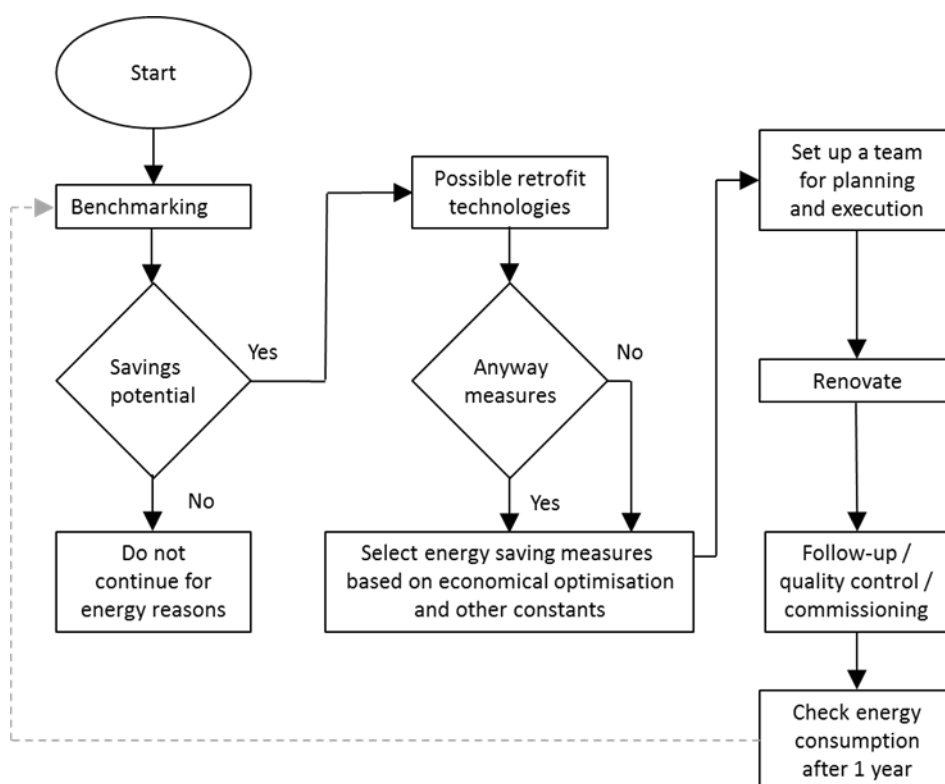 Start
Benchmarking
Savings
potential
Yes
No
Do not
continue for
energy reasons
Possible retrofit
technologies
Anyway
measures
No
Yes
Select energy saving measures
based on economical optimisation
and other constants
Set up a team
for planning
and execution
Renovate
Follow-up /
quality control /
commissioning
Check energy
consumption
after 1 year